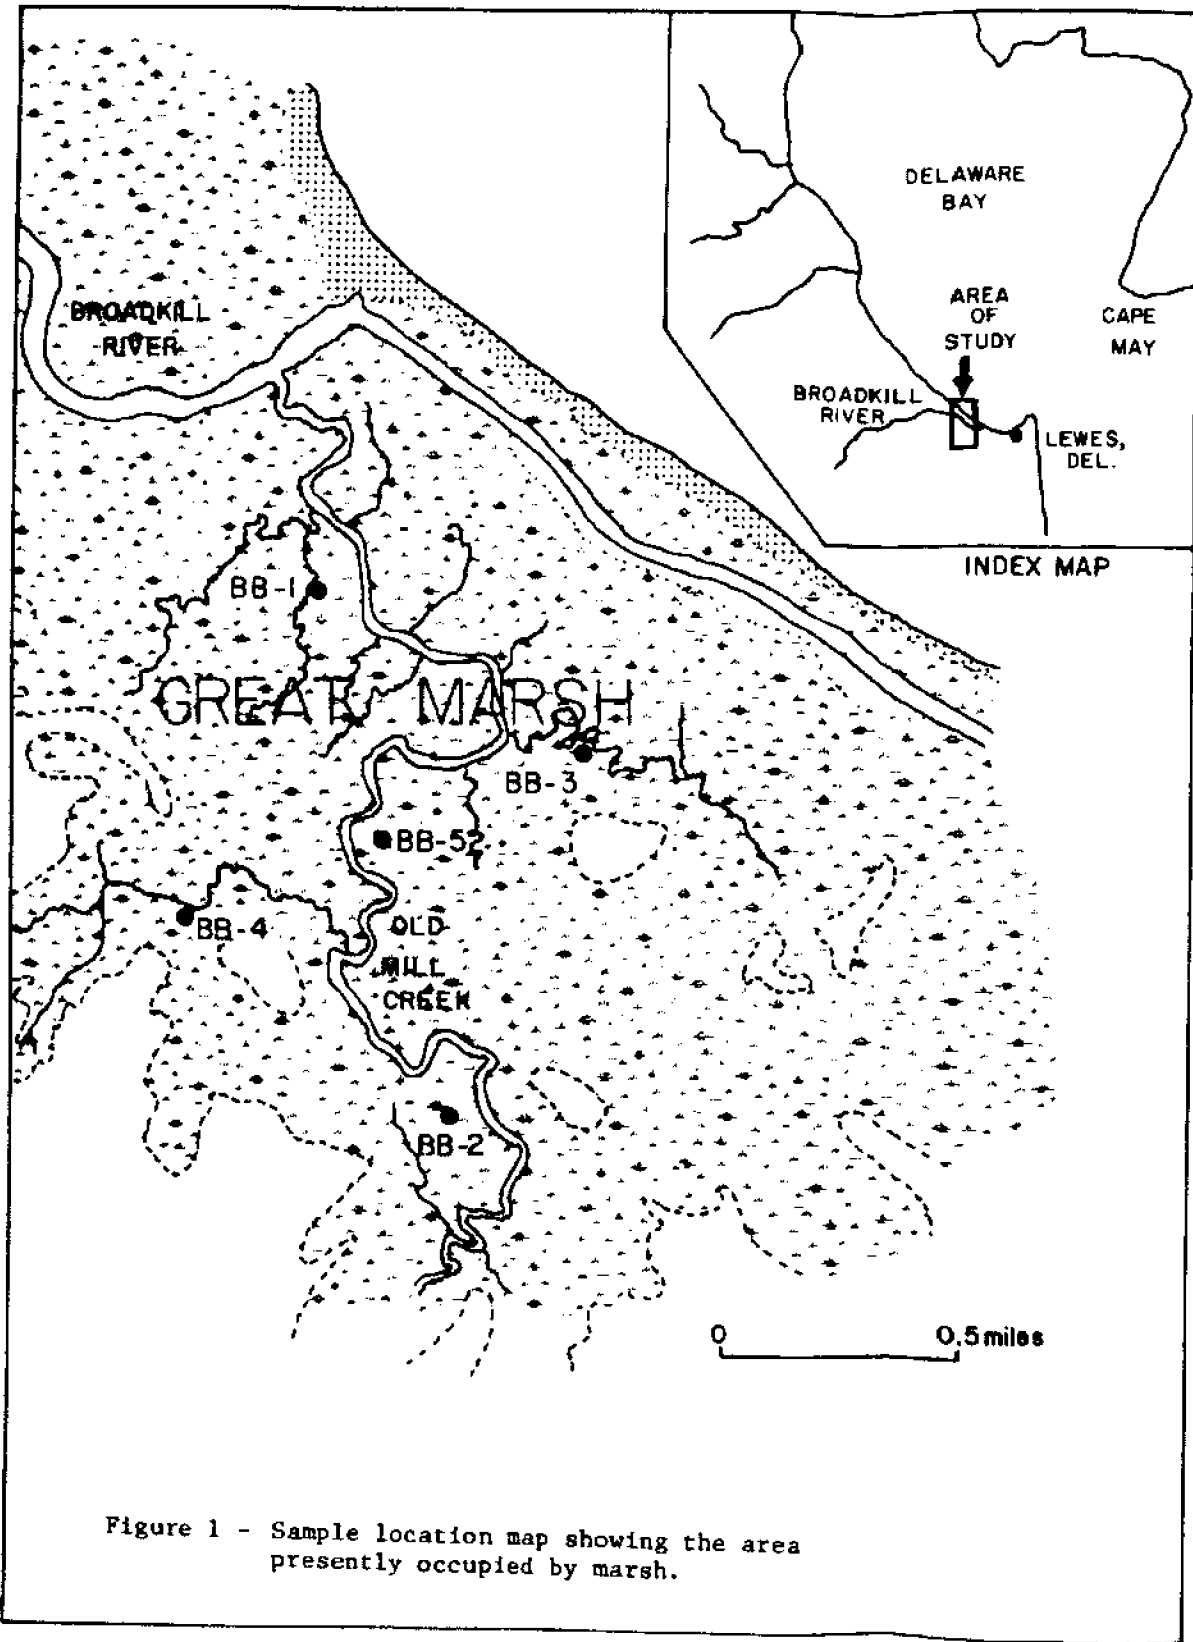 DELAWARE
BAY
AREA
OF
STUDY
CAPE
MAY
BROADKILL
RIVER
LEWES,
DEL.
INDEX MAP
BROADKILL
RIVER
BB-1
GREAT MARSH
BB-3
BB-5
BB-4
OLD
MILL
CREEK
BB-2
0 0.5 miles
Figure 1 - Sample location map showing the area
presently occupied by marsh.